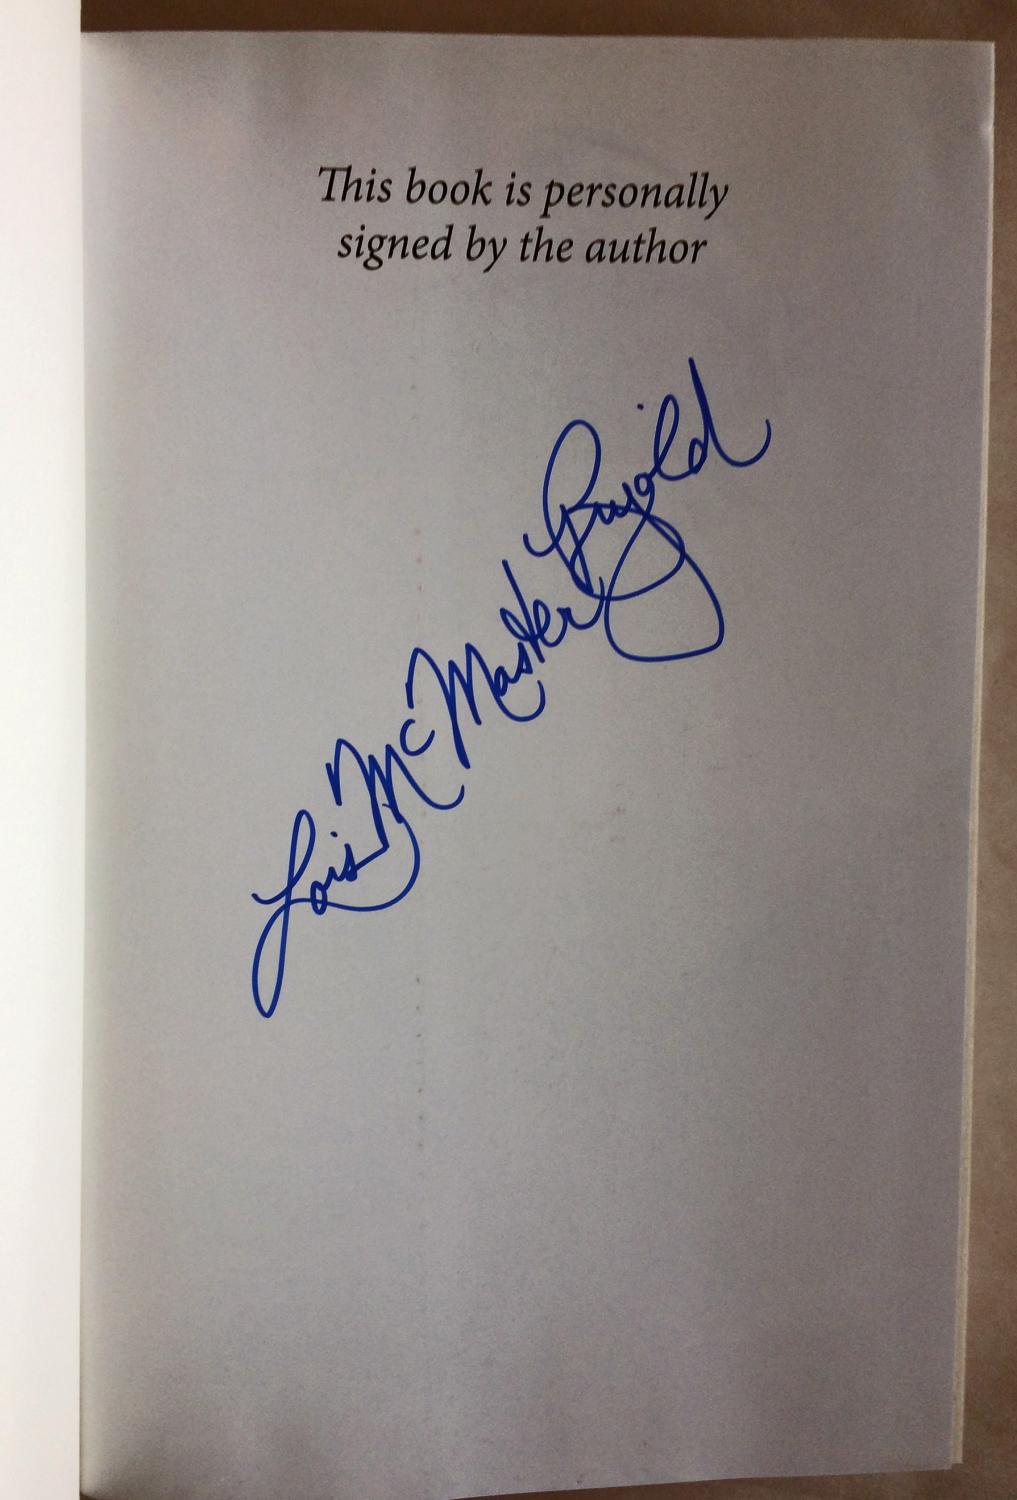 This book is personally
signed by the author
Lois McMaster Bujold